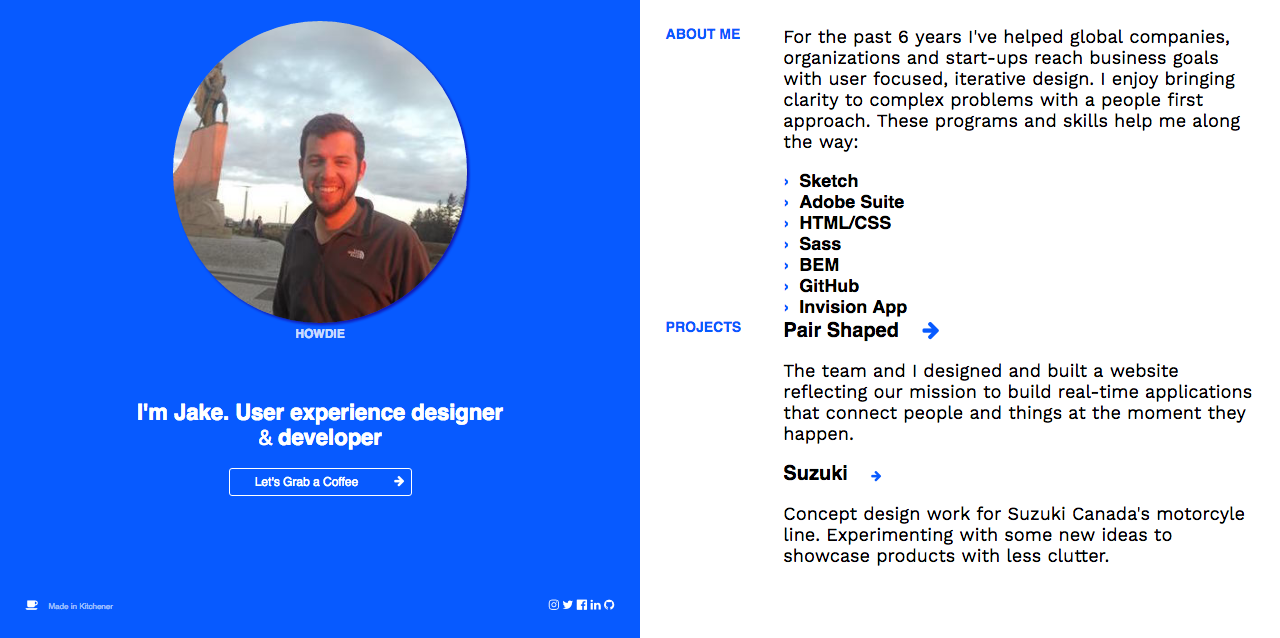 HOWDIE
I'm Jake. User experience designer
& developer
Let's Grab a Coffee
Made in Kitchener
ABOUT ME
For the past 6 years I've helped global companies,
organizations and start-ups reach business goals
with user focused, iterative design. I enjoy bringing
clarity to complex problems with a people first
approach. These programs and skills help me along
the way:
› Sketch
› Adobe Suite
› HTML/CSS
› Sass
› BEM
› GitHub
› Invision App
PROJECTS
Pair Shaped
The team and I designed and built a website
reflecting our mission to build real-time applications
that connect people and things at the moment they
happen.
Suzuki
Concept design work for Suzuki Canada's motorcyle
line. Experimenting with some new ideas to
showcase products with less clutter.